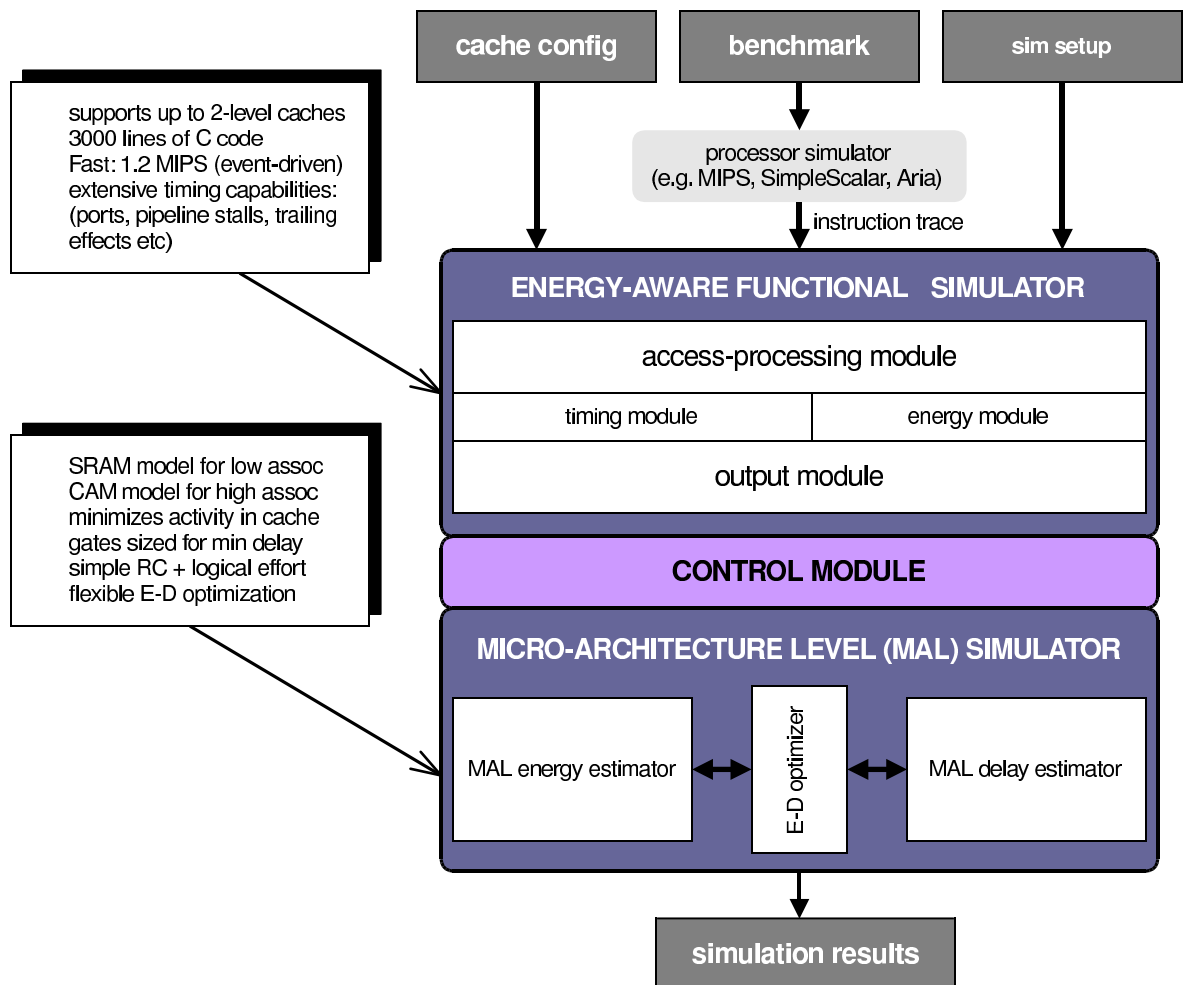 cache config
benchmark
sim setup
supports up to 2-level caches
3000 lines of C code
Fast: 1.2 MIPS (event-driven)
extensive timing capabilities:
(ports, pipeline stalls, trailing
effects etc)
processor simulator
(e.g. MIPS, SimpleScalar, Aria)
instruction trace
ENERGY-AWARE FUNCTIONAL SIMULATOR
access-processing module
timing module
energy module
output module
SRAM model for low assoc
CAM model for high assoc
minimizes activity in cache
gates sized for min delay
simple RC + logical effort
flexible E-D optimization
CONTROL MODULE
MICRO-ARCHITECTURE LEVEL (MAL) SIMULATOR
MAL energy estimator
E-D optimizer
MAL delay estimator
simulation results